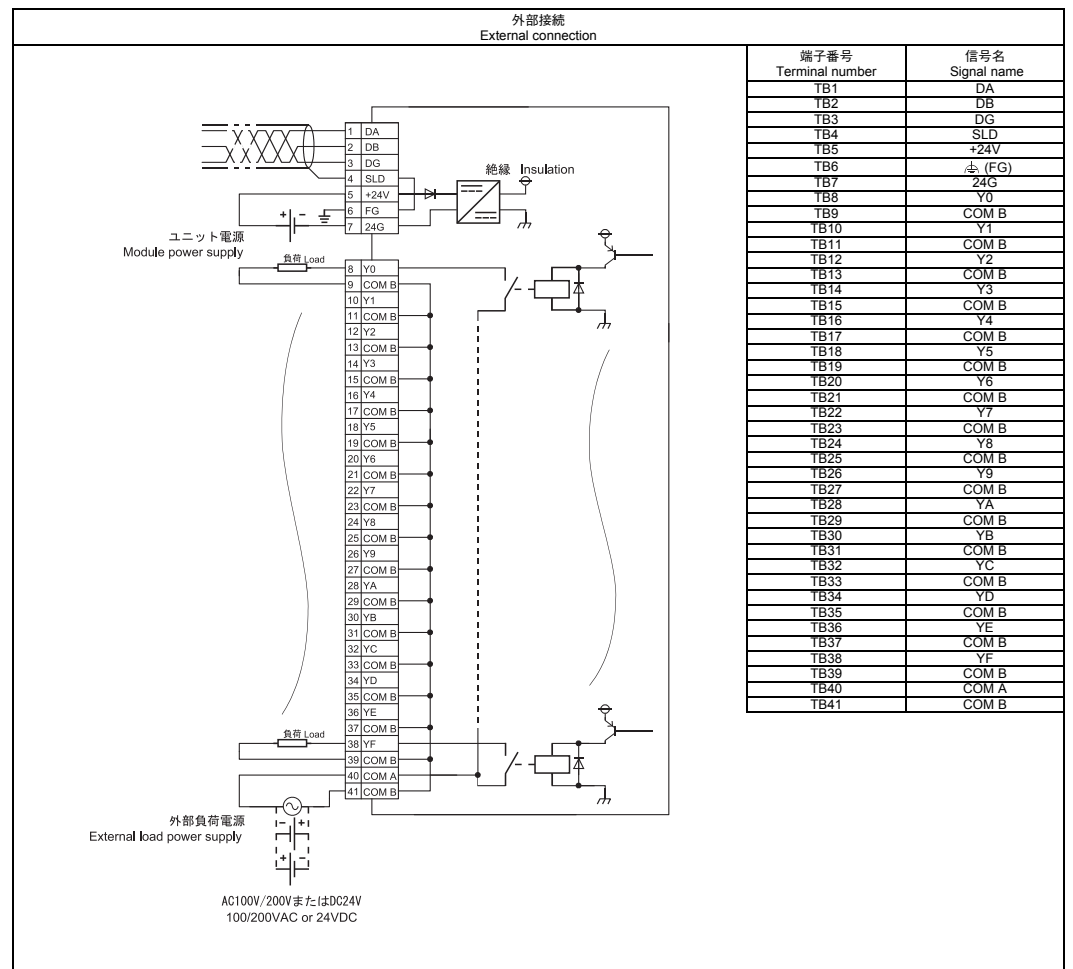 外部接続
External connection
端子番号
Terminal number
信号名
Signal name
TB1 DA
TB2 DB
TB3 DG
TB4 SLD
TB5 +24V
TB6 (FG)
TB7 24G
TB8 Y0
TB9 COM B
TB10 Y1
TB11 COM B
TB12 Y2
TB13 COM B
TB14 Y3
TB15 COM B
TB16 Y4
TB17 COM B
TB18 Y5
TB19 COM B
TB20 Y6
TB21 COM B
TB22 Y7
TB23 COM B
TB24 Y8
TB25 COM B
TB26 Y9
TB27 COM B
TB28 YA
TB29 COM B
TB30 YB
TB31 COM B
TB32 YC
TB33 COM B
TB34 YD
TB35 COM B
TB36 YE
TB37 COM B
TB38 YF
TB39 COM B
TB40 COM A
TB41 COM B
1 DA
2 DB
3 DG
4 SLD
5 +24V
6 FG
7 24G
絶縁 Insulation
+ -
ユニット電源
Module power supply
負荷 Load
8 Y0
9 COM B
10 Y1
11 COM B
12 Y2
13 COM B
14 Y3
15 COM B
16 Y4
17 COM B
18 Y5
19 COM B
20 Y6
21 COM B
22 Y7
23 COM B
24 Y8
25 COM B
26 Y9
27 COM B
28 YA
29 COM B
30 YB
31 COM B
32 YC
33 COM B
34 YD
35 COM B
36 YE
37 COM B
負荷 Load
38 YF
39 COM B
40 COM A
41 COM B
外部負荷電源
External load power supply
- +
+ -
AC100V/200VまたはDC24V
100/200VAC or 24VDC